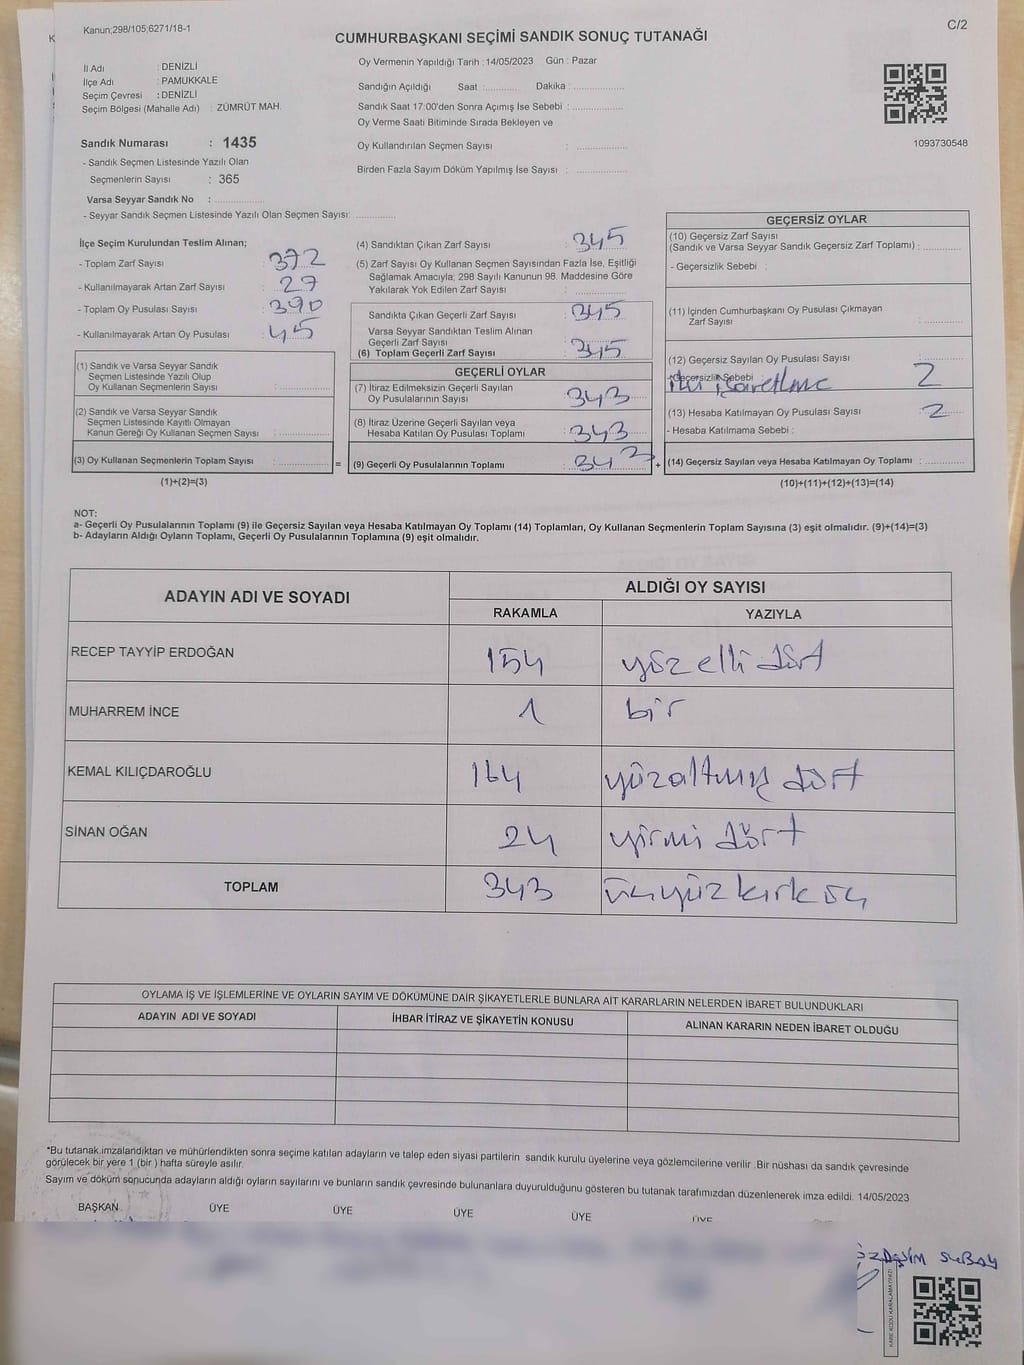 Kanun;298/105;6271/18-1
C/2
CUMHURBAŞKANI SEÇİMİ SANDIK SONUÇ TUTANAĞI
İl Adı : DENİZLİ
İlçe Adı : PAMUKKALE
Seçim Çevresi : DENİZLİ
Seçim Bölgesi (Mahalle Adı) : ZÜMRÜT MAH.
Oy Vermenin Yapıldığı Tarih : 14/05/2023 Gün : Pazar
Sandığın Açıldığı Saat : Dakika :
Sandık Saat 17:00'den Sonra Açımış İse Sebebi :
Oy Verme Saati Bitiminde Sırada Bekleyen ve
Oy Kullandırılan Seçmen Sayısı :
Birden Fazla Sayım Döküm Yapılmış İse Sayısı :
1093730548
Sandık Numarası : 1435
- Sandık Seçmen Listesinde Yazılı Olan
Seçmenlerin Sayısı : 365
Varsa Seyyar Sandık No :
- Seyyar Sandık Seçmen Listesinde Yazılı Olan Seçmen Sayısı:
İlçe Seçim Kurulundan Teslim Alınan;
- Toplam Zarf Sayısı : 372
- Kullanılmayarak Artan Zarf Sayısı : 27
- Toplam Oy Pusulası Sayısı : 390
- Kullanılmayarak Artan Oy Pusulası : 45
(1) Sandık ve Varsa Seyyar Sandık
Seçmen Listesinde Yazılı Olup
Oy Kullanan Seçmenlerin Sayısı :
(2) Sandık ve Varsa Seyyar Sandık
Seçmen Listesinde Kayıtlı Olmayan
Kanun Gereği Oy Kullanan Seçmen Sayısı :
(3) Oy Kullanan Seçmenlerin Toplam Sayısı :
(1)+(2)=(3)
(4) Sandıktan Çıkan Zarf Sayısı : 345
(5) Zarf Sayısı Oy Kullanan Seçmen Sayısından Fazla İse, Eşitliği
Sağlamak Amacıyla; 298 Sayılı Kanunun 98. Maddesine Göre
Yakılarak Yok Edilen Zarf Sayısı :
Sandıkta Çıkan Geçerli Zarf Sayısı : 345
Varsa Seyyar Sandıktan Teslim Alınan
Geçerli Zarf Sayısı :
(6) Toplam Geçerli Zarf Sayısı : 345
GEÇERLİ OYLAR
(7) İtiraz Edilmeksizin Geçerli Sayılan
Oy Pusulalarının Sayısı : 343
(8) İtiraz Üzerine Geçerli Sayılan veya
Hesaba Katılan Oy Pusulası Toplamı : 343
= (9) Geçerli Oy Pusulalarının Toplamı : 343 +
GEÇERSİZ OYLAR
(10) Geçersiz Zarf Sayısı
(Sandık ve Varsa Seyyar Sandık Geçersiz Zarf Toplamı) :
- Geçersizlik Sebebi :
(11) İçinden Cumhurbaşkanı Oy Pusulası Çıkmayan
Zarf Sayısı :
(12) Geçersiz Sayılan Oy Pusulası Sayısı : 2
- Geçersizlik Sebebi işaretleme
(13) Hesaba Katılmayan Oy Pusulası Sayısı : 2
- Hesaba Katılmama Sebebi :
(14) Geçersiz Sayılan veya Hesaba Katılmayan Oy Toplamı :
(10)+(11)+(12)+(13)=(14)
NOT:
a- Geçerli Oy Pusulalarının Toplamı (9) ile Geçersiz Sayılan veya Hesaba Katılmayan Oy Toplamı (14) Toplamları, Oy Kullanan Seçmenlerin Toplam Sayısına (3) eşit olmalıdır. (9)+(14)=(3)
b- Adayların Aldığı Oyların Toplamı, Geçerli Oy Pusulalarının Toplamına (9) eşit olmalıdır.
ADAYIN ADI VE SOYADI ALDIĞI OY SAYISI
RAKAMLA YAZIYLA
RECEP TAYYİP ERDOĞAN 154 yüz elli dört
MUHARREM İNCE 1 bir
KEMAL KILIÇDAROĞLU 164 yüzaltmış dört
SİNAN OĞAN 24 yirmi dört
TOPLAM 343 üçyüz kırk üç
OYLAMA İŞ VE İŞLEMLERİNE VE OYLARIN SAYIM VE DÖKÜMÜNE DAİR ŞİKAYETLERLE BUNLARA AİT KARARLARIN NELERDEN İBARET BULUNDUKLARI
ADAYIN ADI VE SOYADI İHBAR İTİRAZ VE ŞİKAYETİN KONUSU ALINAN KARARIN NEDEN İBARET OLDUĞU
*Bu tutanak,imzalandıktan ve mühürlendikten sonra seçime katılan adayların ve talep eden siyasi partilerin sandık kurulu üyelerine veya gözlemcilerine verilir .Bir nüshası da sandık çevresinde
görülecek bir yere 1 (bir ) hafta süreyle asılır.
Sayım ve döküm sonucunda adayların aldığı oyların sayılarını ve bunların sandık çevresinde bulunanlara duyurulduğunu gösteren bu tutanak tarafımızdan düzenlenerek imza edildi. 14/05/2023
BAŞKAN ÜYE ÜYE ÜYE ÜYE ÜYE
SUBAY